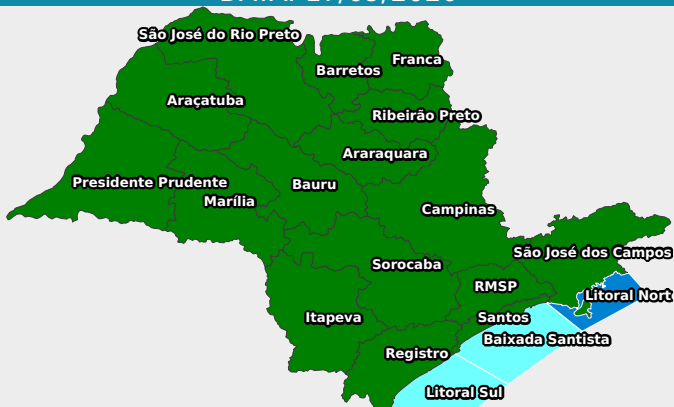 São José do Rio Preto
Franca
Barretos
Araçatuba
Ribeirão Preto
Araraquara
Presidente Prudente
Bauru
Marília
Campinas
São José dos Campos
Sorocaba
RMSP
Litoral Nort
Itapeva
Santos
Baixada Santista
Registro
Litoral Sul